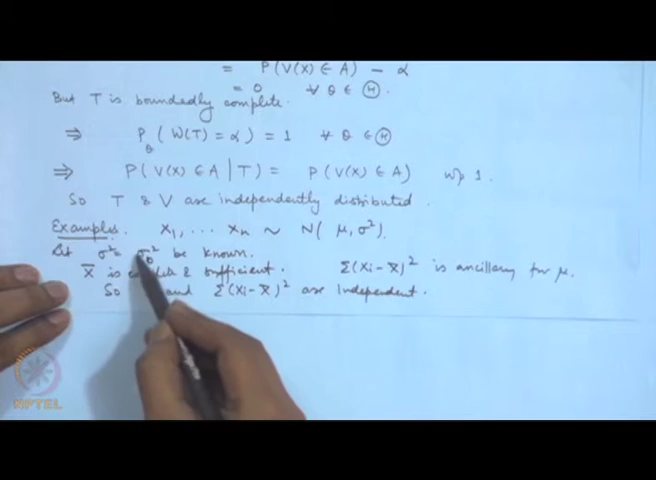 = P(V(X) ∈ A) − α
= 0 ∀ θ ∈ Ⓗ.
But T is boundedly complete.
⇒ P_θ (W(T) = α) = 1 ∀ θ ∈ Ⓗ
⇒ P(V(X) ∈ A | T) = P(V(X) ∈ A) wp 1.
So T & V are independently distributed.
Examples. X₁, ... Xₙ ~ N(μ, σ²).
Let σ² = σ₀² be known.
X̄ is & sufficient. Σ(Xi − X̄)² is ancillary for μ.
So and Σ(Xi − X̄)² are independent.
NPTEL